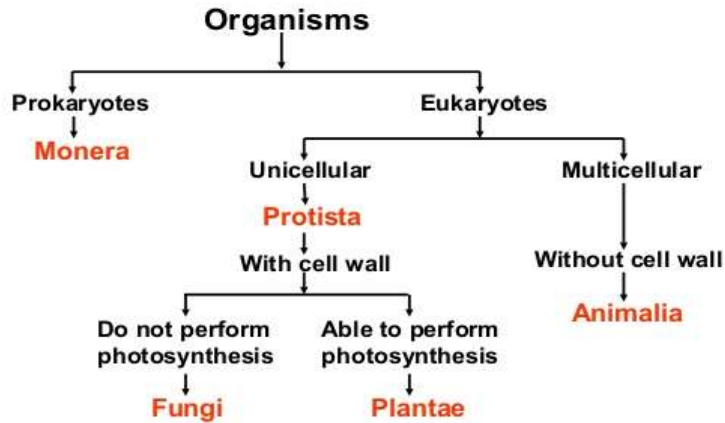 Organisms
Prokaryotes
Eukaryotes
Monera
Unicellular
Multicellular
Protista
With cell wall
Without cell wall
Animalia
Do not perform
photosynthesis
Able to perform
photosynthesis
Fungi
Plantae